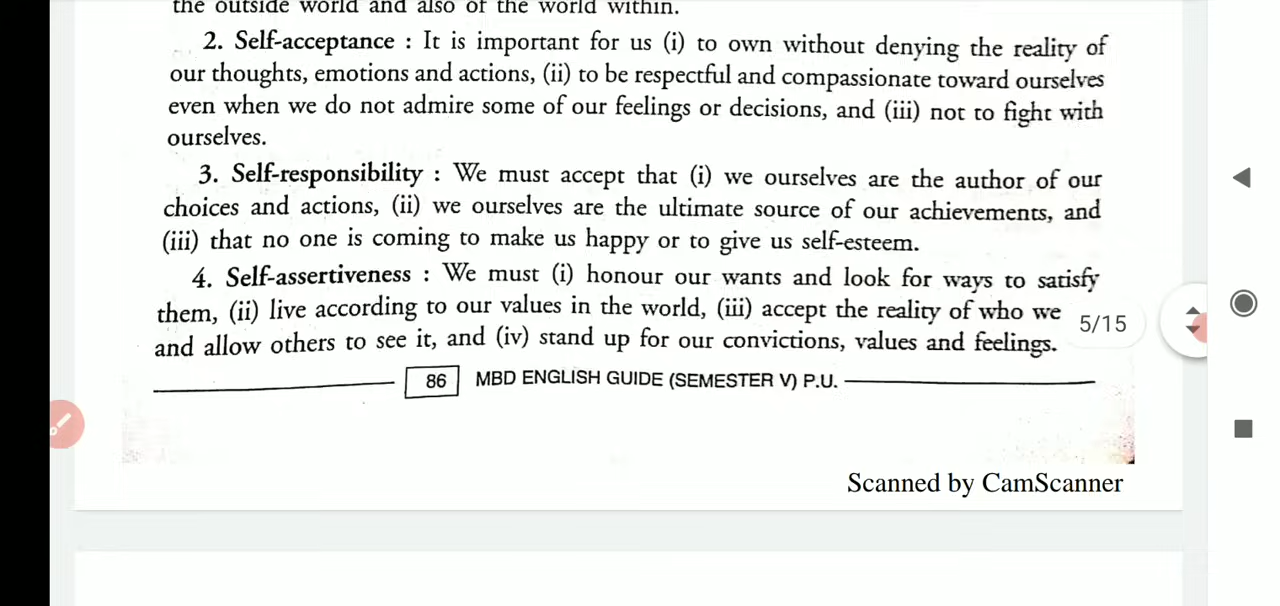 the outside world and also of the world within.
2. Self-acceptance : It is important for us (i) to own without denying the reality of
our thoughts, emotions and actions, (ii) to be respectful and compassionate toward ourselves
even when we do not admire some of our feelings or decisions, and (iii) not to fight with
ourselves.
3. Self-responsibility : We must accept that (i) we ourselves are the author of our
choices and actions, (ii) we ourselves are the ultimate source of our achievements, and
(iii) that no one is coming to make us happy or to give us self-esteem.
4. Self-assertiveness : We must (i) honour our wants and look for ways to satisfy
them, (ii) live according to our values in the world, (iii) accept the reality of who we
and allow others to see it, and (iv) stand up for our convictions, values and feelings.
5/15
86 MBD ENGLISH GUIDE (SEMESTER V) P.U.
Scanned by CamScanner